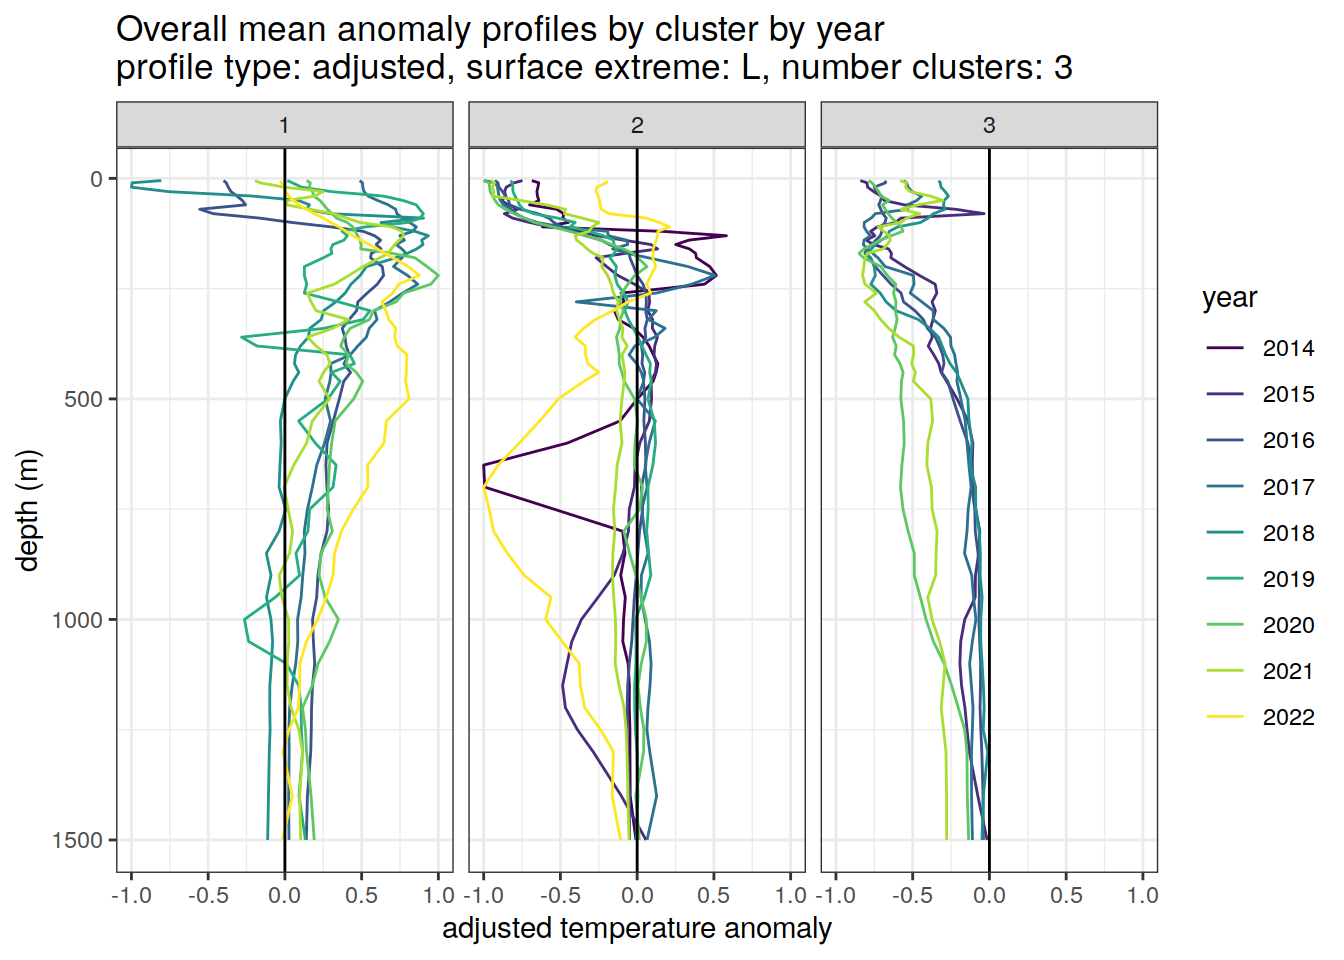 Overall mean anomaly profiles by cluster by year
profile type: adjusted, surface extreme: L, number clusters: 3
1
2
3
0
500
1000
1500
depth (m)
-1.0 -0.5 0.0 0.5 1.0
-1.0 -0.5 0.0 0.5 1.0
-1.0 -0.5 0.0 0.5 1.0
adjusted temperature anomaly
year
2014
2015
2016
2017
2018
2019
2020
2021
2022